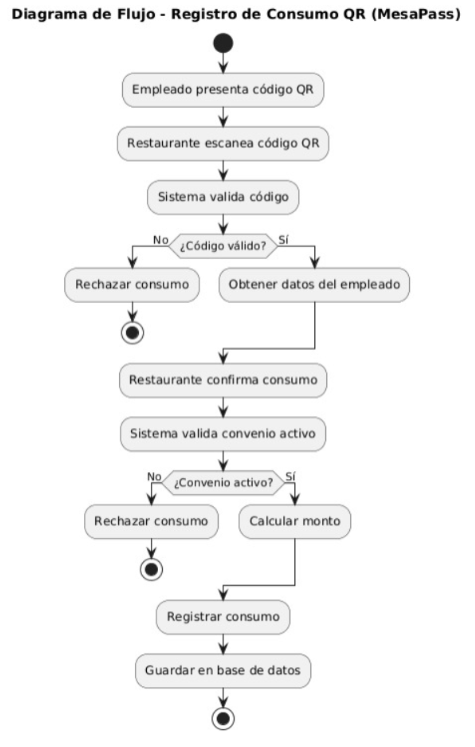 Diagrama de Flujo - Registro de Consumo QR (MesaPass)
Empleado presenta código QR
Restaurante escanea código QR
Sistema valida código
No
¿Código válido?
Sí
Rechazar consumo
Obtener datos del empleado
Restaurante confirma consumo
Sistema valida convenio activo
No
¿Convenio activo?
Sí
Rechazar consumo
Calcular monto
Registrar consumo
Guardar en base de datos